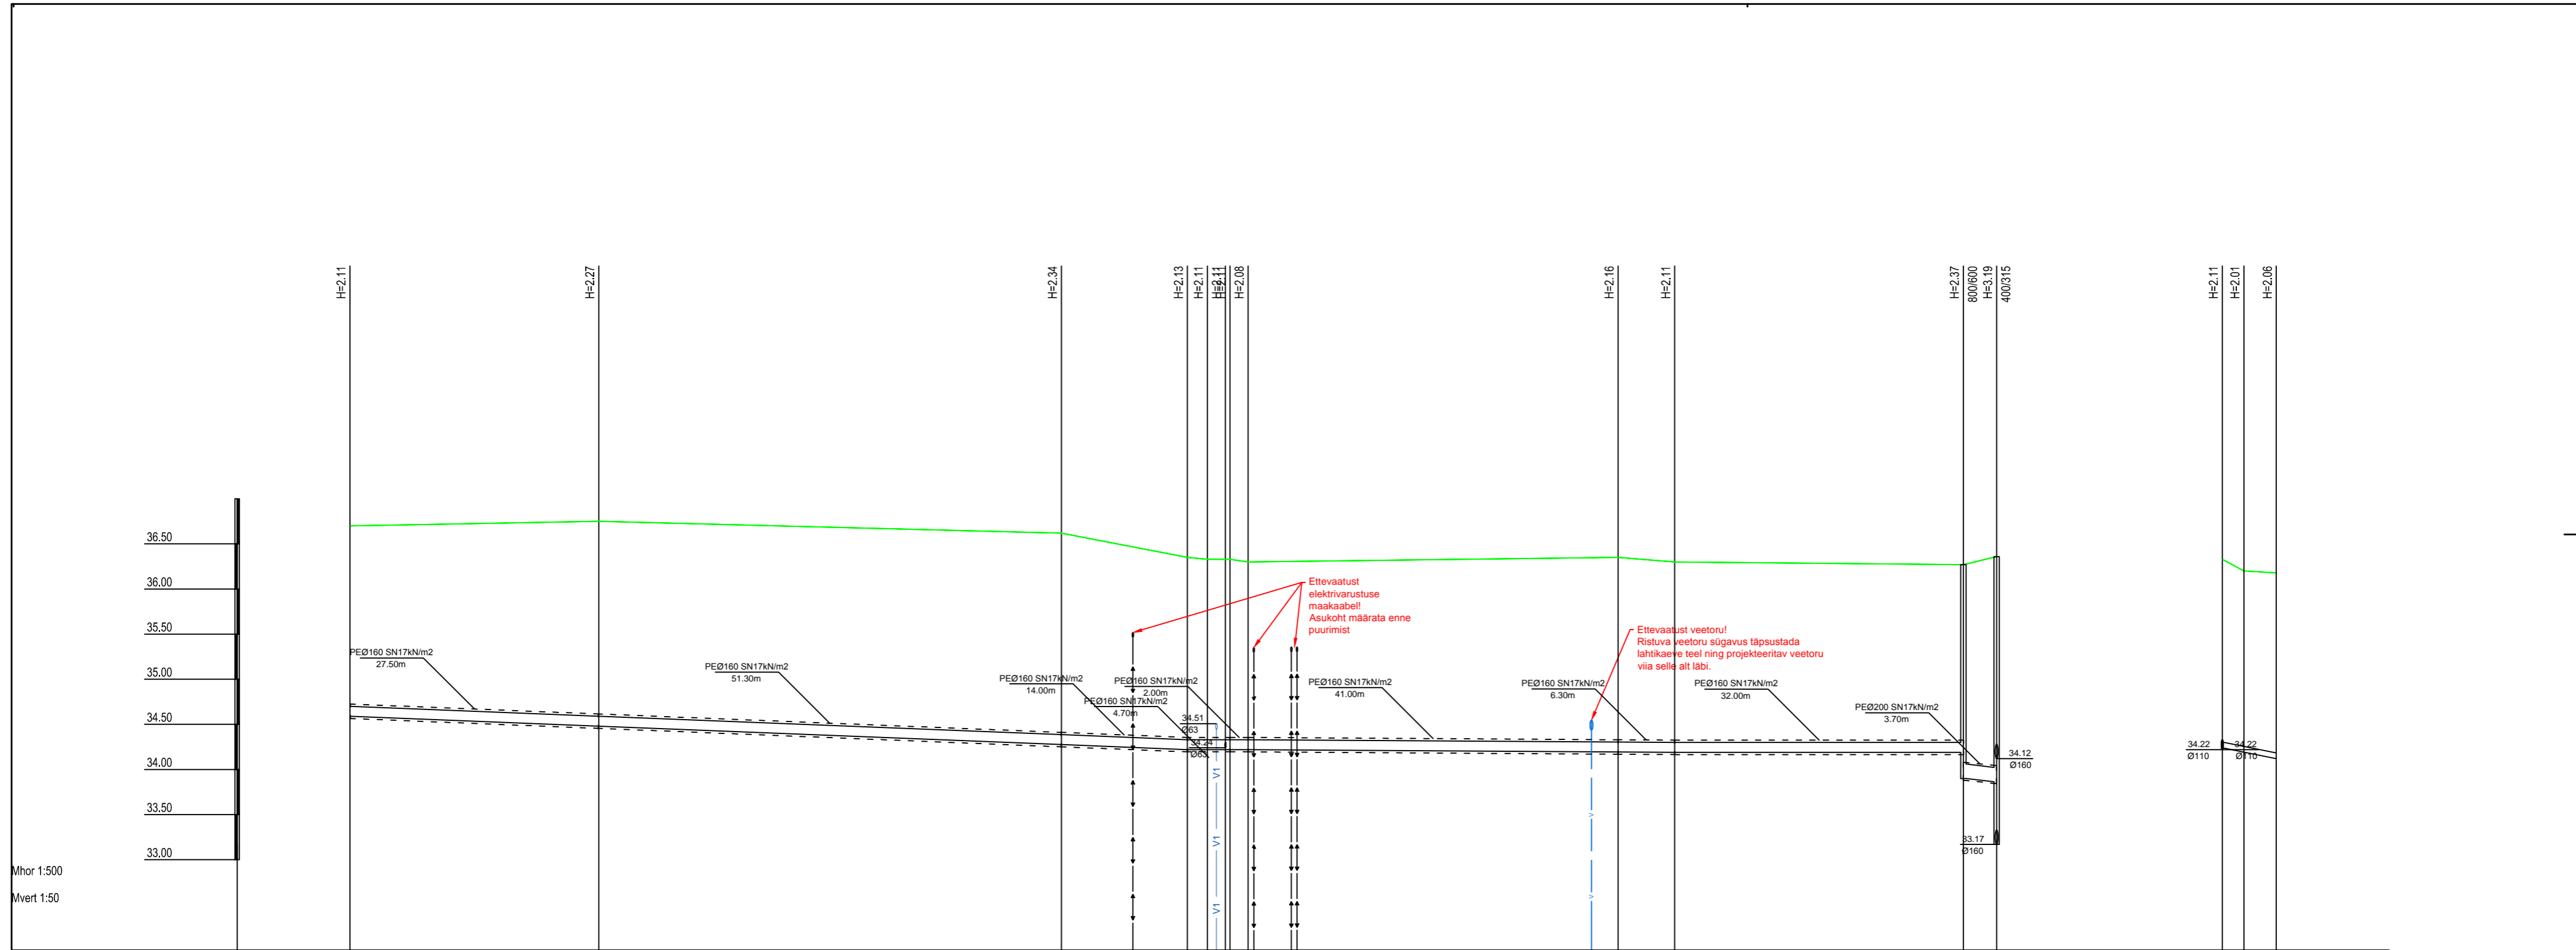 H=2.11
H=2.27
H=2.34
H=2.13
H=2.11
H=2.11
H=2.11
H=2.08
H=2.16
H=2.11
H=2.37
800/600
H=3.19
400/315
H=2.11
H=2.01
H=2.06
36.50
36.00
35.50
35.00
34.50
34.00
33.50
33.00
Mhor 1:500
Mvert 1:50
PEØ160 SN17kN/m2
27.50m
PEØ160 SN17kN/m2
51.30m
PEØ160 SN17kN/m2
14.00m
PEØ160 SN17kN/m2
4.70m
PEØ160 SN17kN/m2
2.00m
34.51
Ø63
34.24
Ø63
V1
V1
V1
Ettevaatust
elektrivarustuse
maakaabel!
Asukoht määrata enne
puurimist
PEØ160 SN17kN/m2
41.00m
PEØ160 SN17kN/m2
6.30m
Ettevaatust veetoru!
Ristuva veetoru sügavus täpsustada
lahtikaeve teel ning projekteeritav veetoru
viia selle alt läbi.
V
V
PEØ160 SN17kN/m2
32.00m
PEØ200 SN17kN/m2
3.70m
34.12
Ø160
33.17
Ø160
34.22
Ø110
34.22
Ø110